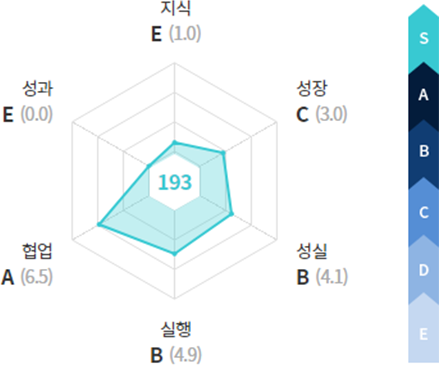 지식
E (1.0)
성과
E (0.0)
성장
C (3.0)
193
협업
A (6.5)
성실
B (4.1)
실행
B (4.9)
S
A
B
C
D
E